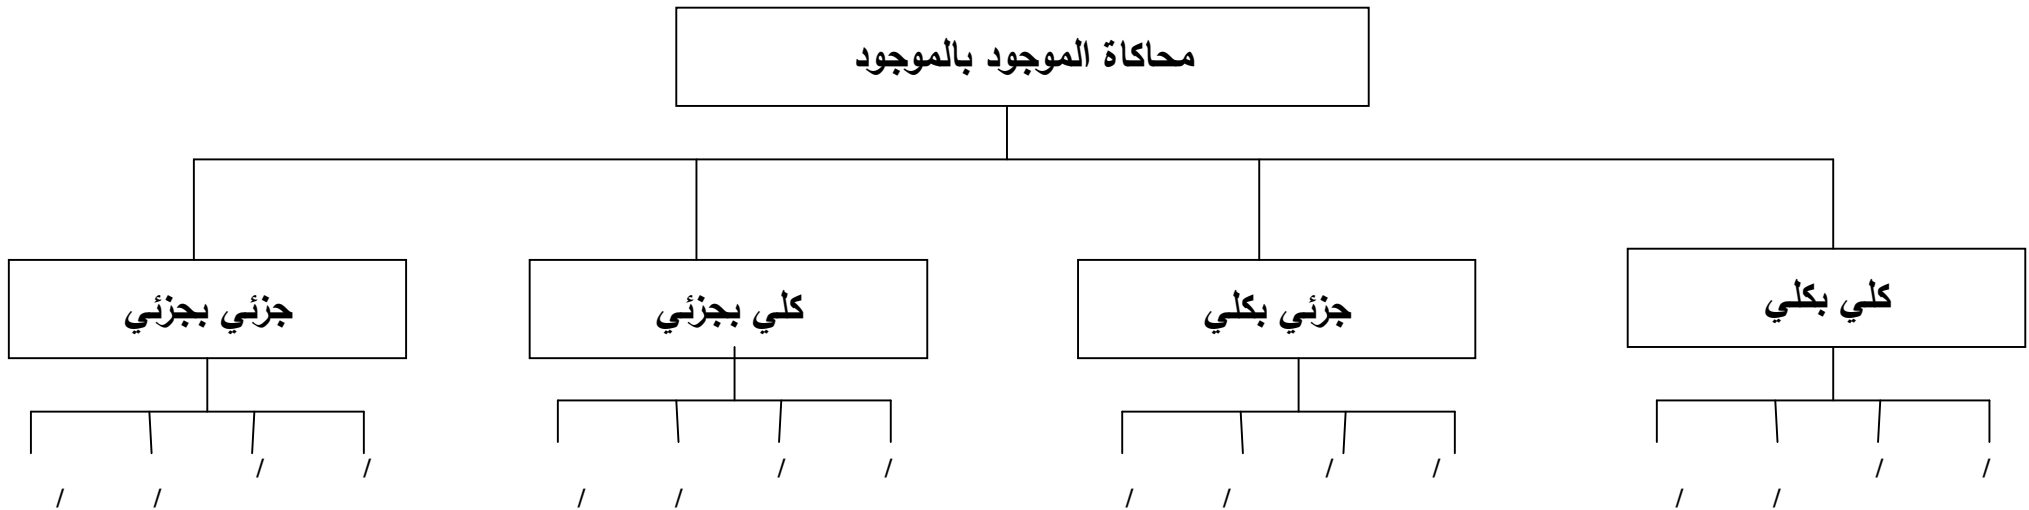 محاكاة الموجود بالموجود
كلي بكلي
جزئي بكلي
كلي بجزئي
جزئي بجزئي
/ /
/ /
/ /
/ /
/ /
/ /
/ /
/ /